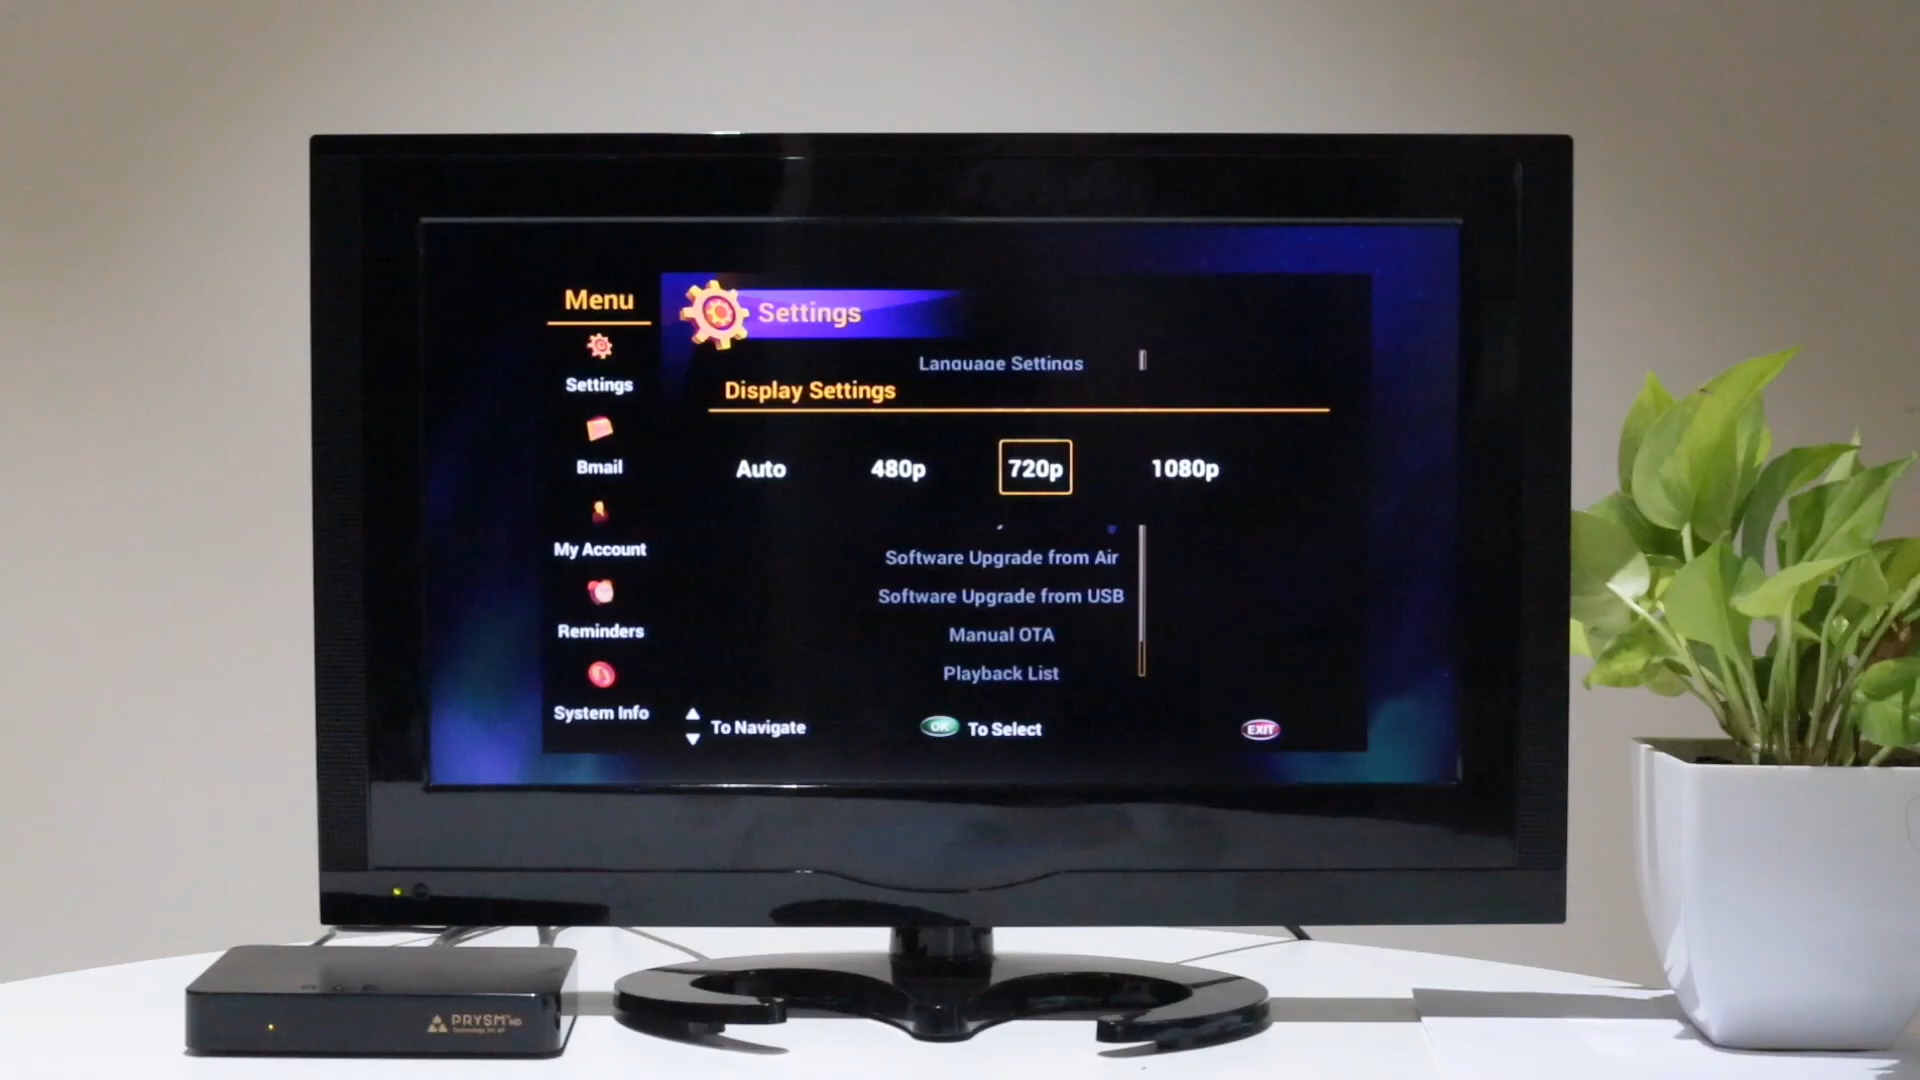 Menu
Settings
Bmail
My Account
Reminders
System Info
Settings
Language Settings
Display Settings
Auto 480p 720p 1080p
Software Upgrade from Air
Software Upgrade from USB
Manual OTA
Playback List
To Navigate
OK To Select
EXIT
PRYSM HD